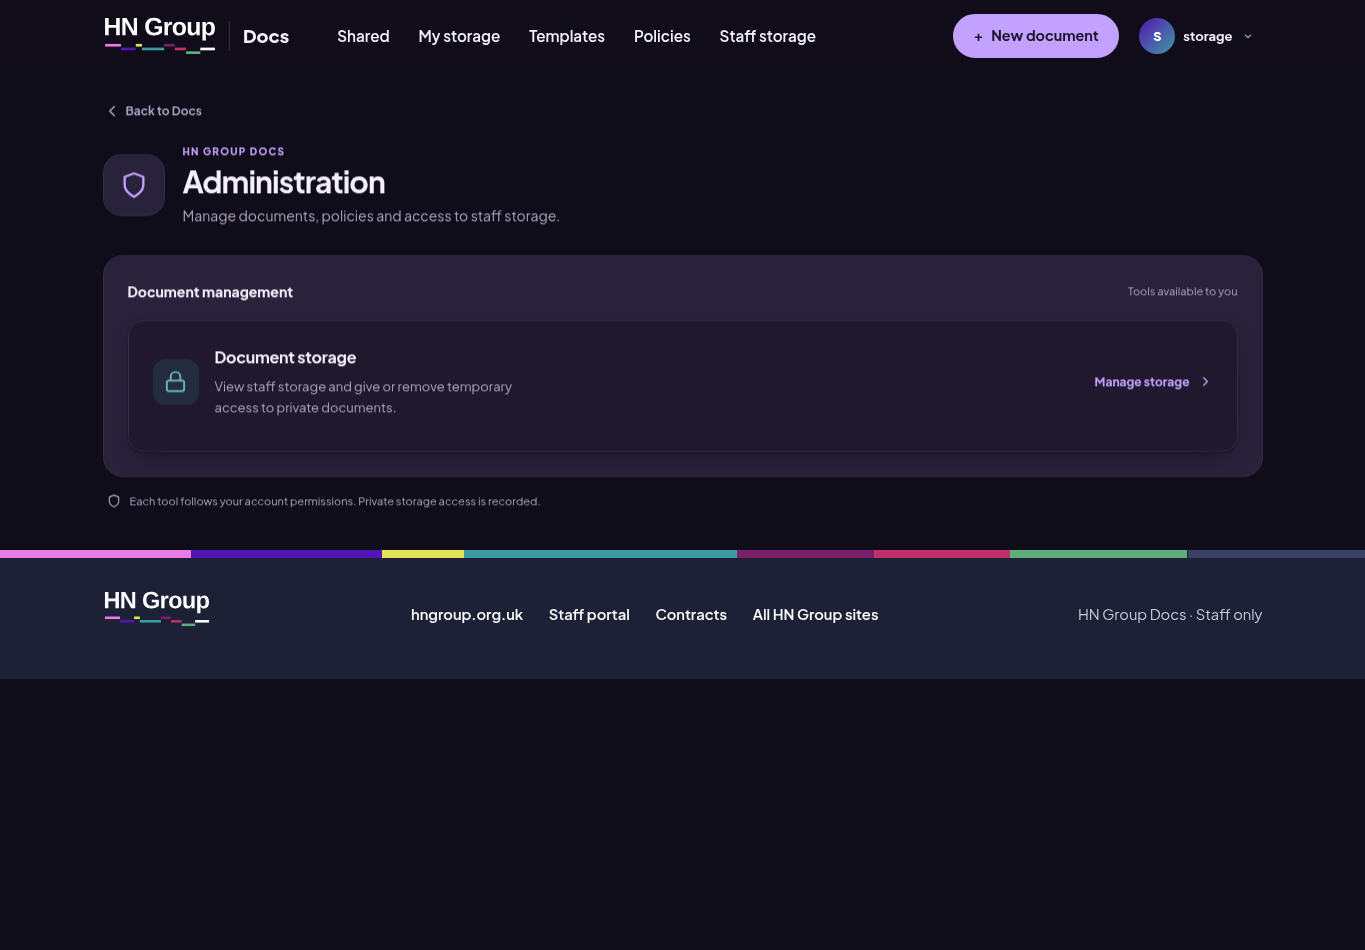 HN Group
Docs
Shared
My storage
Templates
Policies
Staff storage
+ New document
S
storage
Back to Docs
HN GROUP DOCS
Administration
Manage documents, policies and access to staff storage.
Document management
Tools available to you
Document storage
View staff storage and give or remove temporary
access to private documents.
Manage storage
Each tool follows your account permissions. Private storage access is recorded.
HN Group
hngroup.org.uk
Staff portal
Contracts
All HN Group sites
HN Group Docs · Staff only